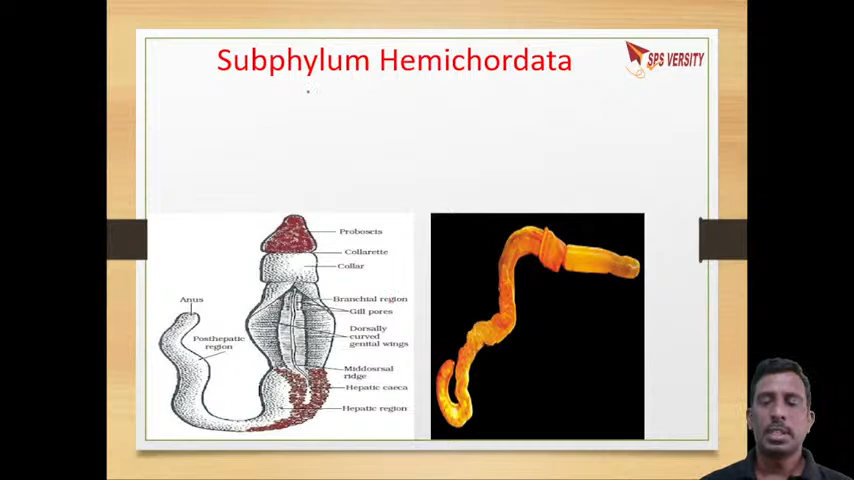 Subphylum Hemichordata
SPS VERSITY
Proboscis
Collarette
Collar
Branchial region
Gill pores
Dorsally
curved
genital wings
Middosrsal
ridge
Hepatic caeca
Hepatic region
Anus
Posthepatic
region